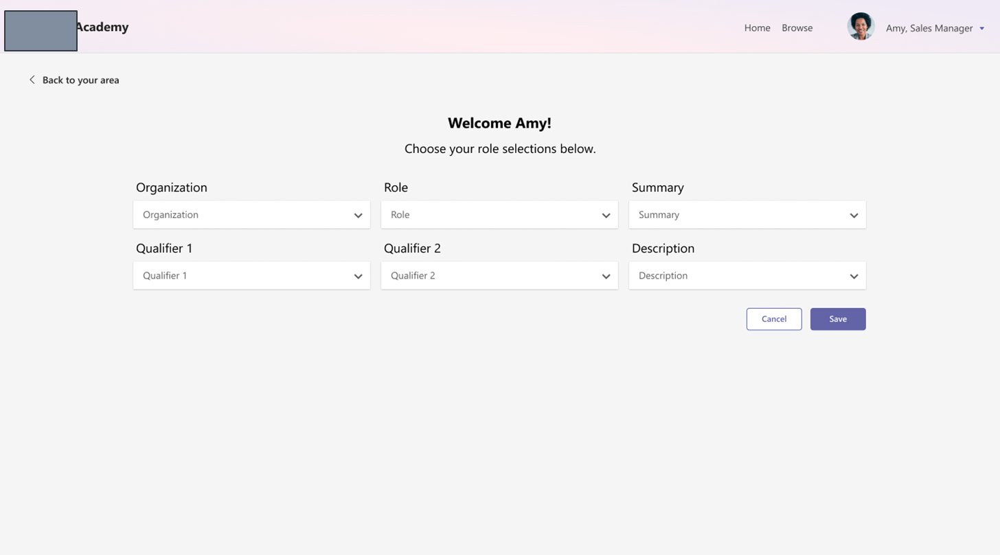 Academy
Home Browse Amy, Sales Manager
Back to your area
Welcome Amy!
Choose your role selections below.
Organization Role Summary
Organization Role Summary
Qualifier 1 Qualifier 2 Description
Qualifier 1 Qualifier 2 Description
Cancel Save